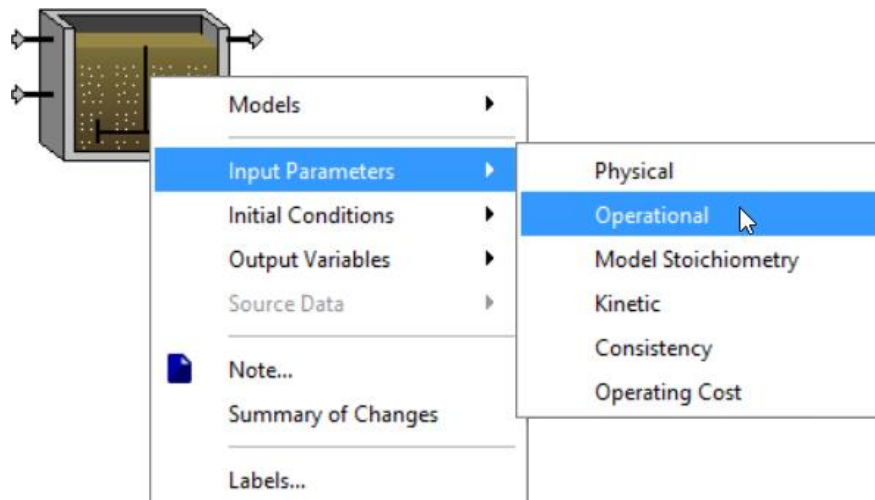 Models
Input Parameters
Initial Conditions
Output Variables
Source Data
Note...
Summary of Changes
Labels...
Physical
Operational
Model Stoichiometry
Kinetic
Consistency
Operating Cost